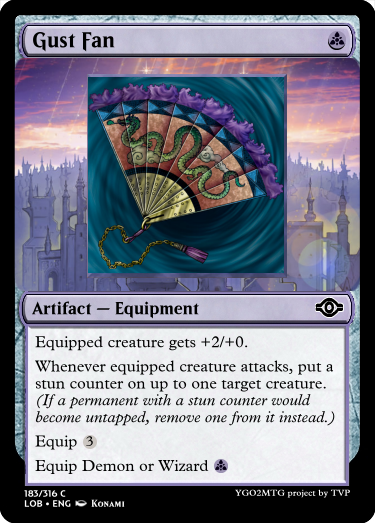 Gust Fan
Artifact — Equipment
Equipped creature gets +2/+0.
Whenever equipped creature attacks, put a
stun counter on up to one target creature.
(If a permanent with a stun counter would
become untapped, remove one from it instead.)
Equip 3
Equip Demon or Wizard
183/316 C
LOB • ENG KONAMI
YGO2MTG project by TVP